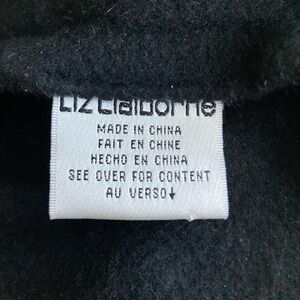 liz claiborne
MADE IN CHINA
FAIT EN CHINE
HECHO EN CHINA
SEE OVER FOR CONTENT
AU VERSO↓